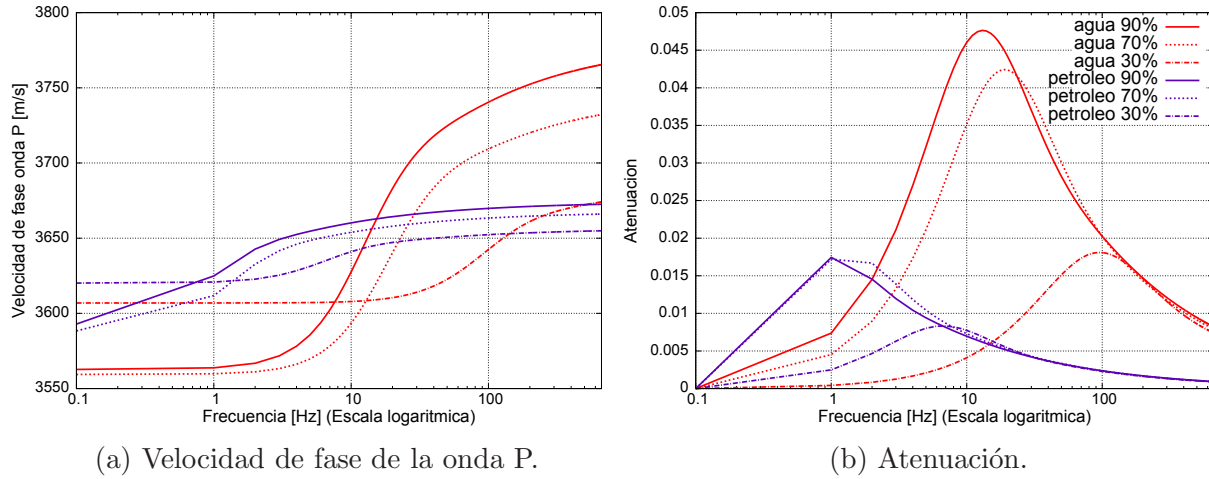 3800
3750
3700
3650
3600
3550
Velocidad de fase onda P [m/s]
0.1
1
10
100
Frecuencia [Hz] (Escala logaritmica)
(a) Velocidad de fase de la onda P.
0.05
0.045
0.04
0.035
0.03
0.025
0.02
0.015
0.01
0.005
0
Atenuacion
agua 90%
agua 70%
agua 30%
petroleo 90%
petroleo 70%
petroleo 30%
0.1
1
10
100
Frecuencia [Hz] (Escala logaritmica)
(b) Atenuación.